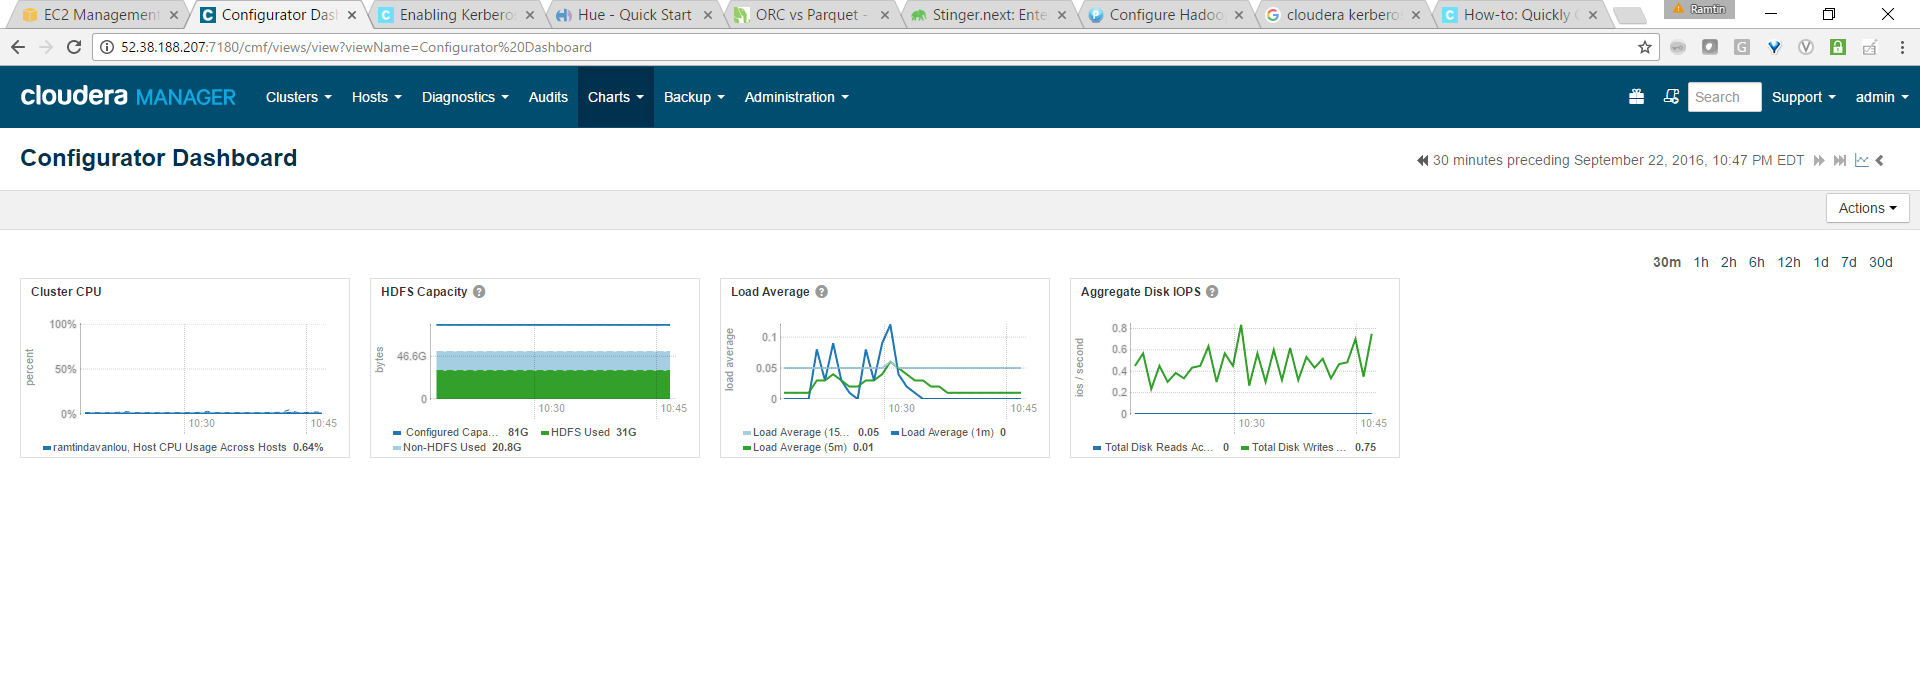 EC2 Management
Configurator Dash
Enabling Kerbero
Hue - Quick Start
ORC vs Parquet -
Stinger.next: Ente
Configure Hadoo
cloudera kerbero
How-to: Quickly
Ramtin
52.38.188.207:7180/cmf/views/view?viewName=Configurator%20Dashboard
cloudera MANAGER Clusters Hosts Diagnostics Audits Charts Backup Administration Search Support admin
Configurator Dashboard
30 minutes preceding September 22, 2016, 10:47 PM EDT
Actions
30m 1h 2h 6h 12h 1d 7d 30d
Cluster CPU
percent
100%
50%
0%
10:30 10:45
ramtindavanlou, Host CPU Usage Across Hosts 0.64%
HDFS Capacity ?
bytes
46.6G
0
10:30 10:45
Configured Capa... 81G HDFS Used 31G
Non-HDFS Used 20.8G
Load Average ?
load average
0.1
0.05
0
10:30 10:45
Load Average (15... 0.05 Load Average (1m) 0
Load Average (5m) 0.01
Aggregate Disk IOPS ?
ios / second
0.8
0.6
0.4
0.2
0
10:30 10:45
Total Disk Reads Ac... 0 Total Disk Writes ... 0.75